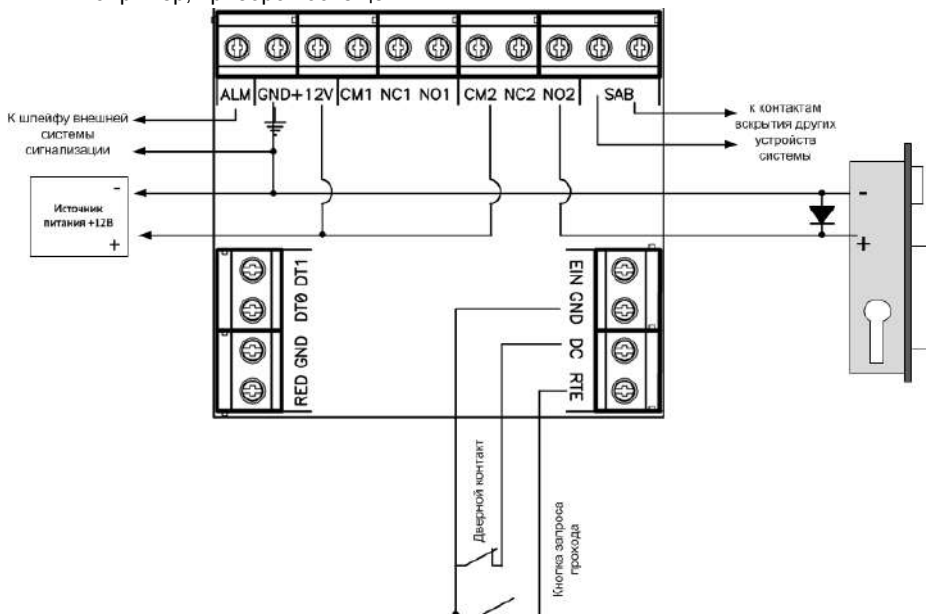 ALM GND +12V CM1 NC1 NO1 CM2 NC2 NO2 SAB
К шлейфу внешней
системы
сигнализации
к контактам
вскрытия других
устройств
системы
-
Источник
питания +12В
+
-
+
DT0 DT1
RED GND
EIN GND
DC RTE
Дверной контакт
Кнопка запроса
прохода